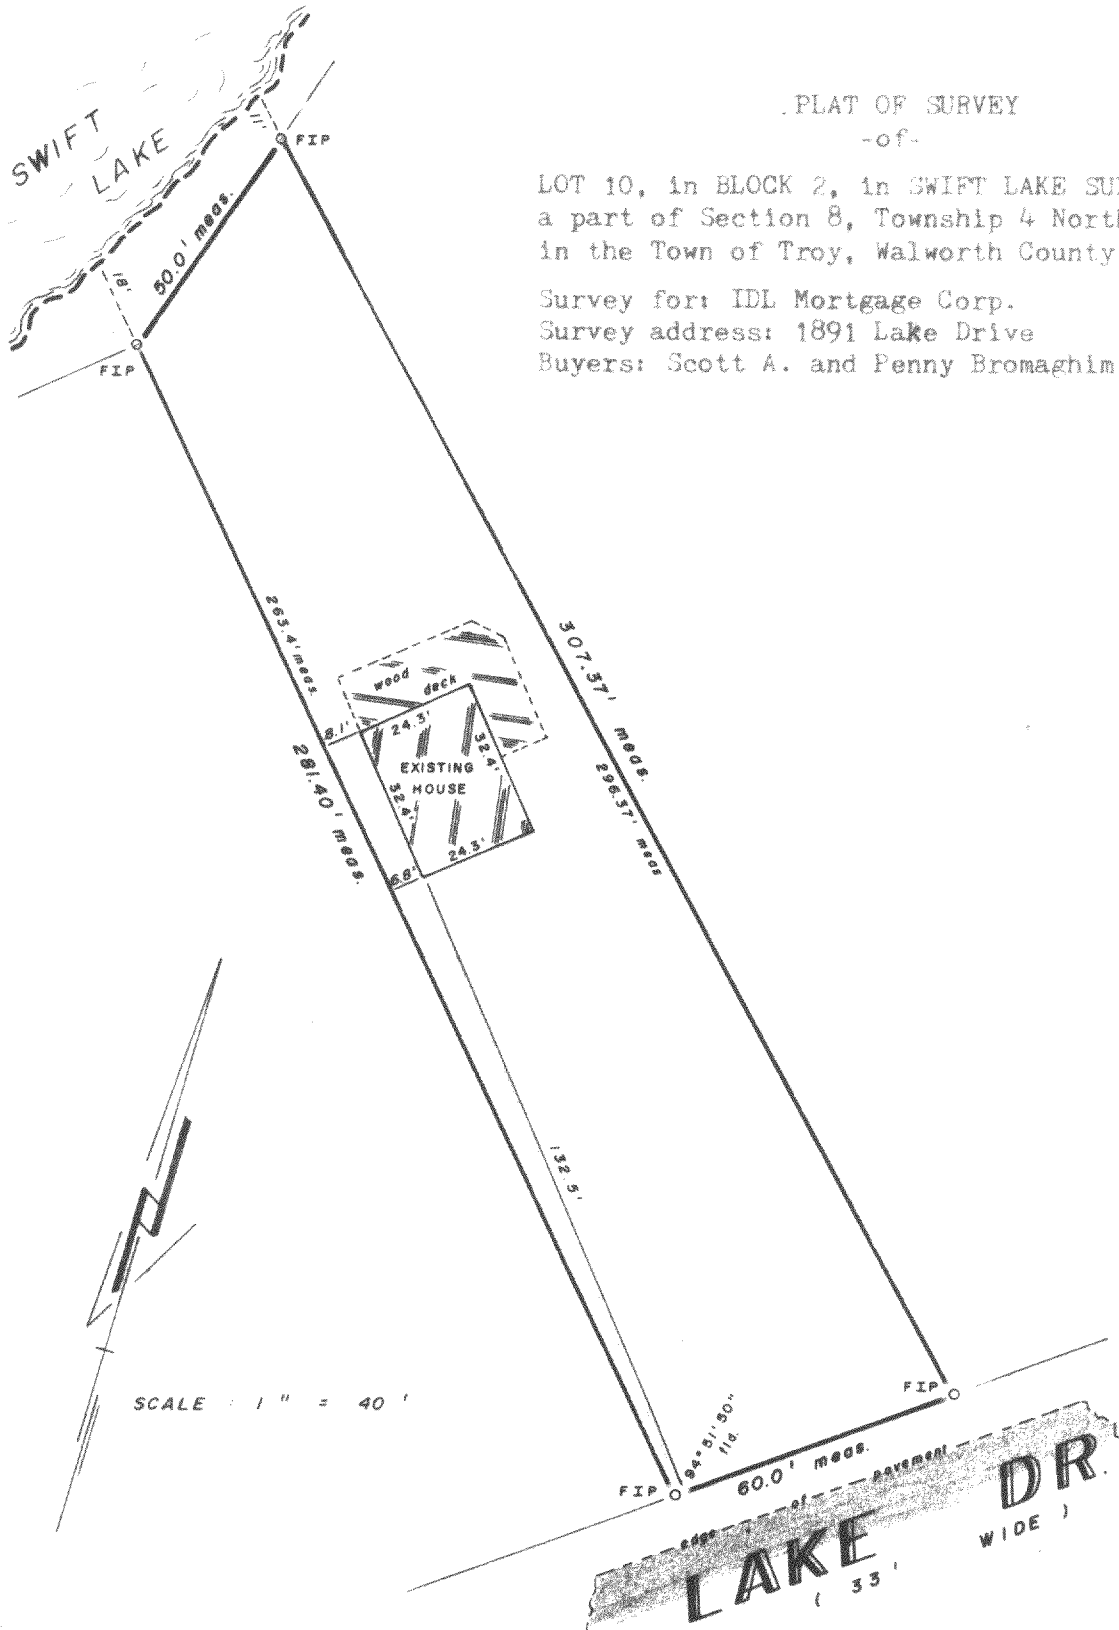 PLAT OF SURVEY
-of-
LOT 10, in BLOCK 2, in SWIFT LAKE
a part of Section 8, Township 4
in the Town of Troy, Walworth County
Survey for: IDL Mortgage Corp.
Survey address: 1891 Lake Drive
Buyers: Scott A. and Penny Bromaghim
SWIFT
LAKE
FIP
50.0' meas.
18'
FIP
263.4' meas.
307.37' meas.
wood
deck
8.1'
24.3'
32.4'
EXISTING
HOUSE
32.4'
281.40' meas.
296.37' meas
24.3'
6.8'
132.5'
SCALE : 1" = 40'
FIP
94° 51' 50"
fld.
FIP
60.0' meas.
edge of pavement
LAKE DR.
( 33' WIDE )